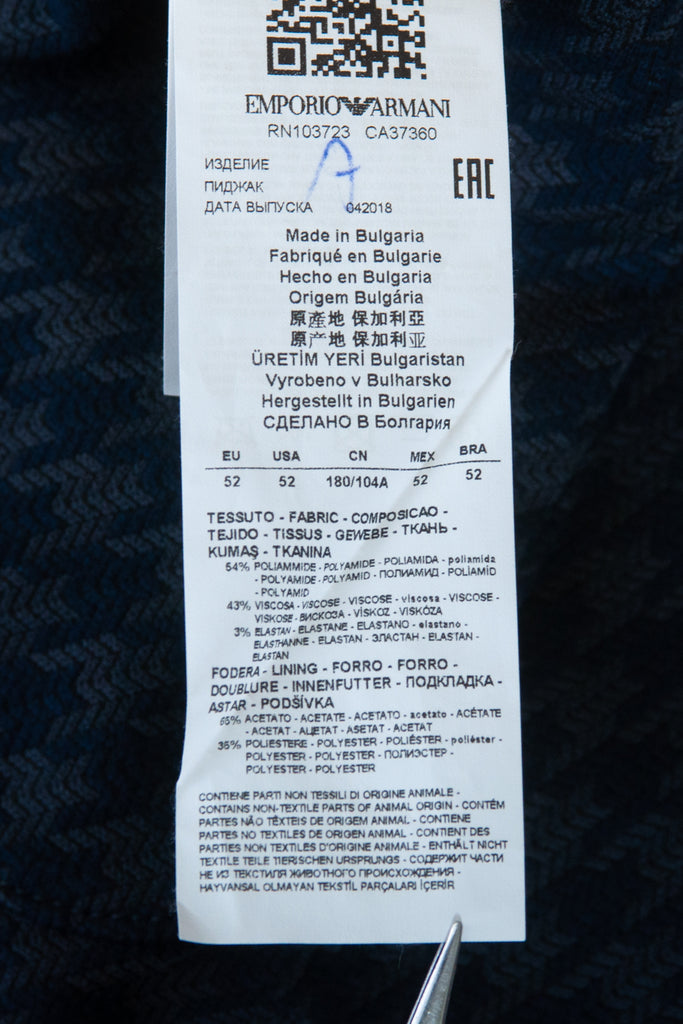 EMPORIO ARMANI
RN103723 CA37360
A
ИЗДЕЛИЕ
ПИДЖАК
ДАТА ВЫПУСКА 042018
EAC
Made in Bulgaria
Fabriqué en Bulgarie
Hecho en Bulgaria
Origem Bulgária
原產地 保加利亞
原产地 保加利亚
ÜRETİM YERİ Bulgaristan
Vyrobeno v Bulharsko
Hergestellt in Bulgarien
СДЕЛАНО В Болгария
EU USA CN MEX BRA
52 52 180/104A 52 52
TESSUTO - FABRIC - COMPOSICAO -
TEJIDO - TISSUS - GEWEBE - ТКАНЬ -
KUMAŞ - TKANINA
54% POLIAMMIDE - POLYAMIDE - POLIAMIDA - poliamida
- POLYAMIDE - POLYAMID - ПОЛИАМИД - POLİAMİD
- POLYAMID
43% VISCOSA - VISCOSE - VISCOSE - viscosa - VISCOSE -
VISKOSE - ВИСКОЗА - VİSKOZ - VISKÓZA
3% ELASTAN - ELASTANE - ELASTANO - elastano -
ELASTHANNE - ELASTAN - ЭЛАСТАН - ELASTAN -
ELASTAN
FODERA - LINING - FORRO - FORRO -
DOUBLURE - INNENFUTTER - ПОДКЛАДКА -
ASTAR - PODŠÍVKA
65% ACETATO - ACETATE - ACETATO - acetato - ACÉTATE
- ACETAT - АЦЕТАТ - ASETAT - ACETAT
35% POLIESTERE - POLYESTER - POLIÉSTER - poliéster -
POLYESTER - POLYESTER - ПОЛИЭСТЕР -
POLYESTER - POLYESTER
CONTIENE PARTI NON TESSILI DI ORIGINE ANIMALE -
CONTAINS NON-TEXTILE PARTS OF ANIMAL ORIGIN - CONTÉM
PARTES NÃO TÊXTEIS DE ORIGEM ANIMAL - CONTIENE
PARTES NO TEXTILES DE ORIGEN ANIMAL - CONTIENT DES
PARTIES NON TEXTILES D'ORIGINE ANIMALE - ENTHÄLT NICHT
TEXTILE TEILE TIERISCHEN URSPRUNGS - СОДЕРЖИТ ЧАСТИ
НЕ ИЗ ТЕКСТИЛЯ ЖИВОТНОГО ПРОИСХОЖДЕНИЯ -
HAYVANSAL OLMAYAN TEKSTİL PARÇALARI İÇERİR